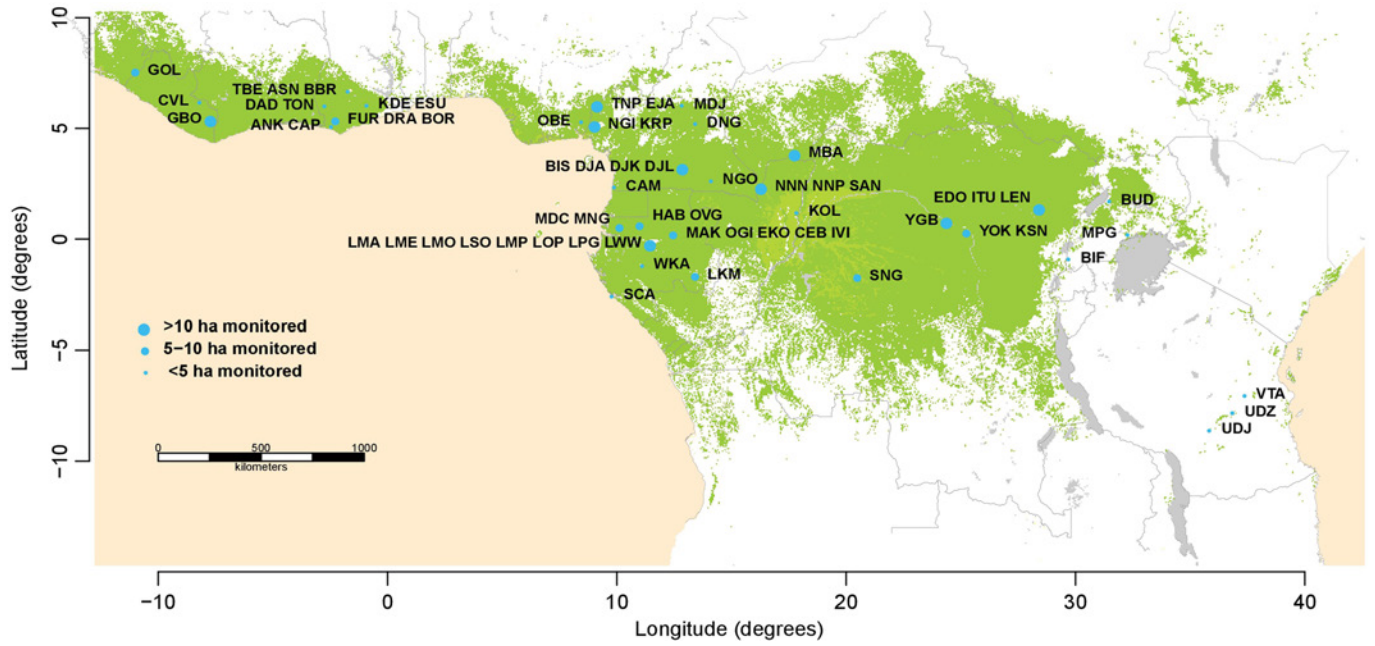 10
5
0
−5
−10
Latitude (degrees)
GOL
CVL
GBO
TBE ASN BBR
DAD TON
ANK CAP
KDE ESU
FUR DRA BOR
OBE
TNP EJA
MDJ
NGI KRP
DNG
BIS DJA DJK DJL
MBA
NGO
NNN NNP SAN
CAM
EDO ITU LEN
BUD
MDC MNG
HAB OVG
KOL
YGB
YOK KSN
MPG
MAK OGI EKO CEB IVI
LMA LME LMO LSO LMP LOP LPG LWW
BIF
WKA
LKM
SNG
SCA
>10 ha monitored
5−10 ha monitored
<5 ha monitored
VTA
UDZ
UDJ
0 500 1000
kilometers
−10 0 10 20 30 40
Longitude (degrees)